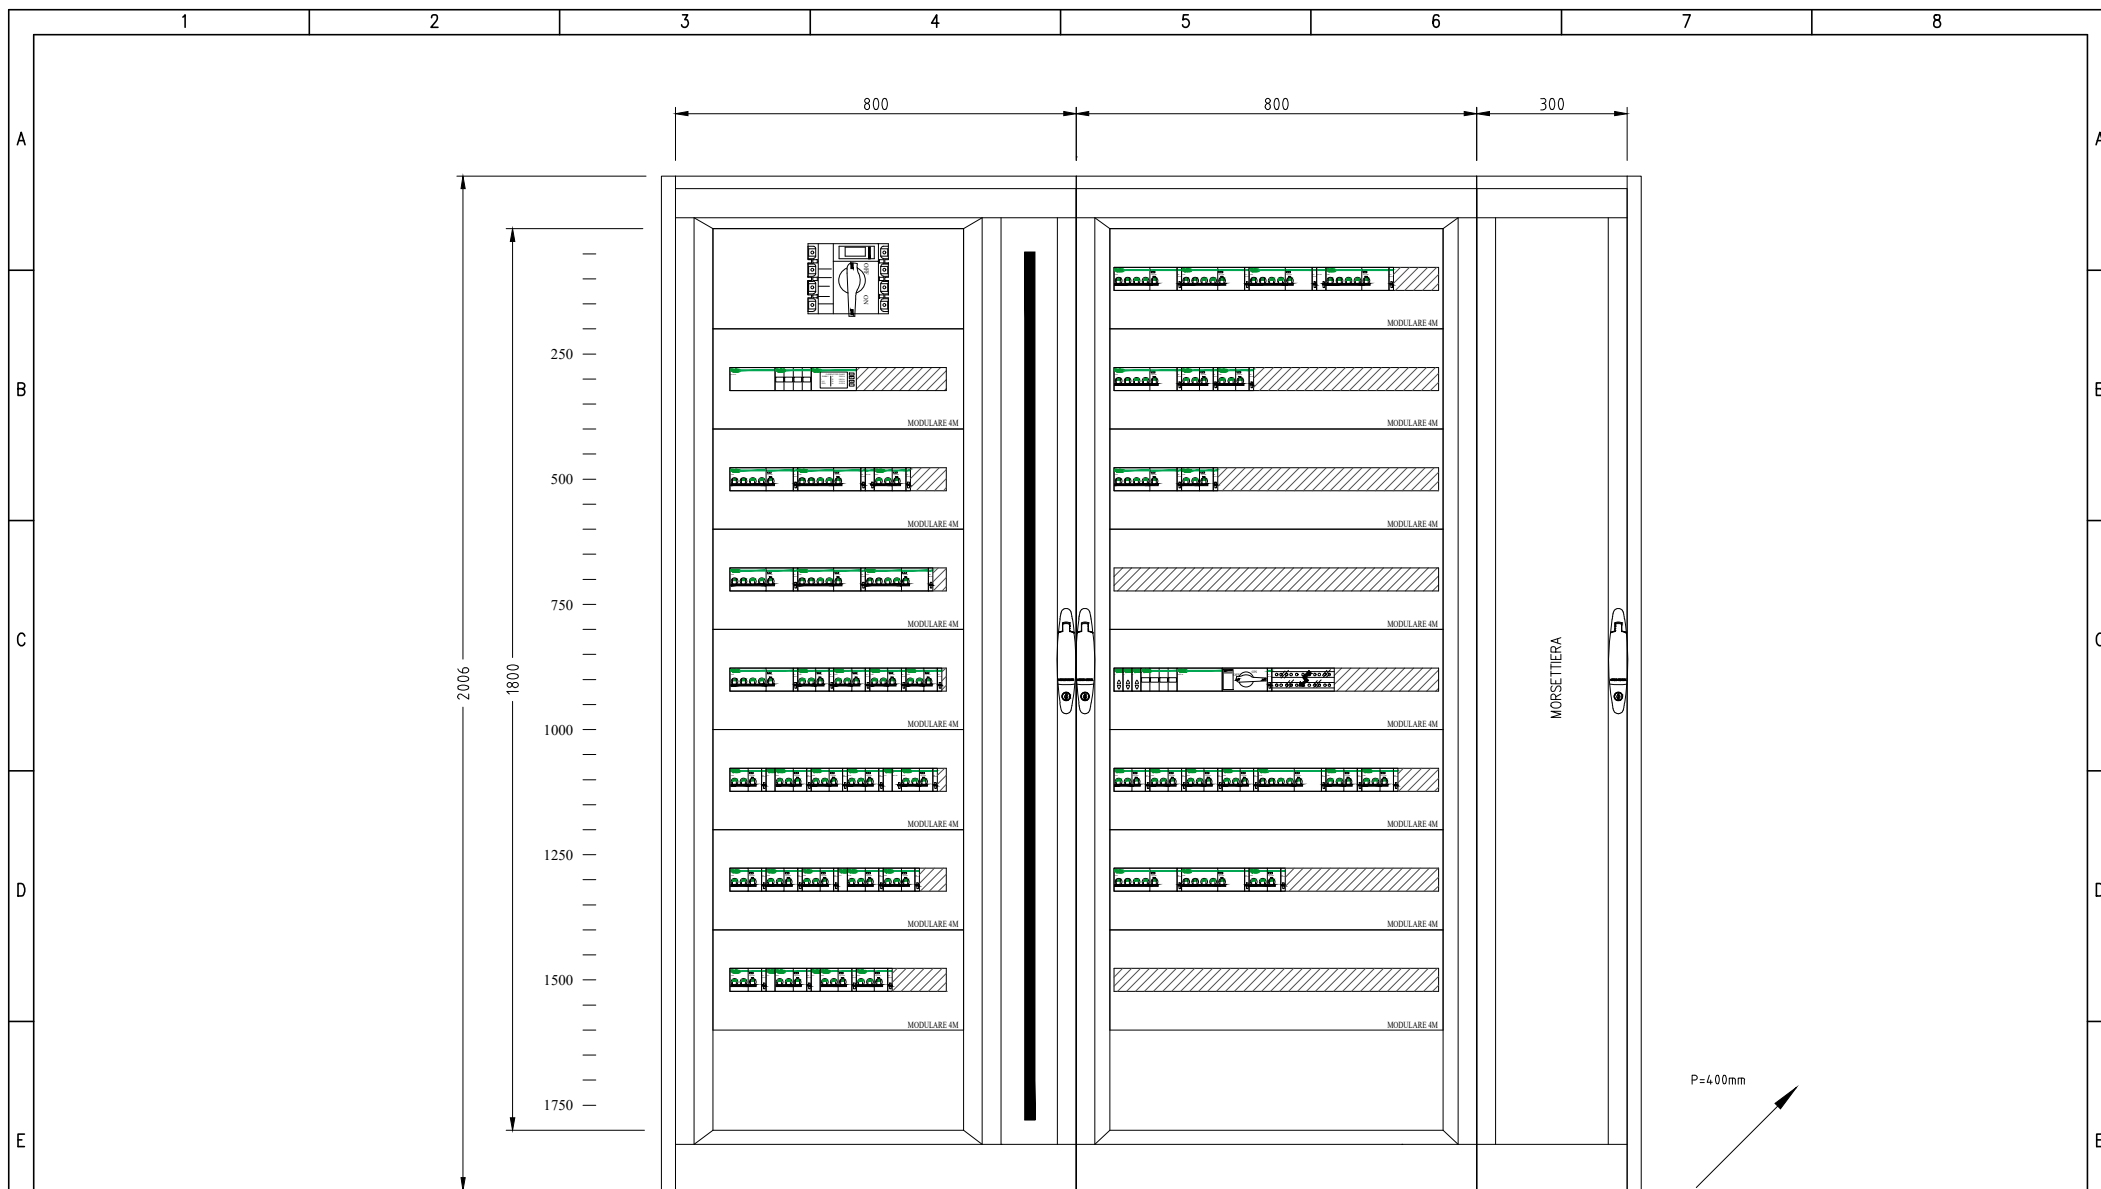 1 2 3 4 5 6 7 8
800 800 300
A A
OFF
ON
MODULARE 4M
250
B B
MODULARE 4M MODULARE 4M
500
MODULARE 4M
MODULARE 4M
750
MODULARE 4M MODULARE 4M
C
2006
1800
MORSETTIERA
MODULARE 4M MODULARE 4M
1000
MODULARE 4M MODULARE 4M
1250
D D
MODULARE 4M MODULARE 4M
1500
MODULARE 4M MODULARE 4M
P=400mm
1750
E